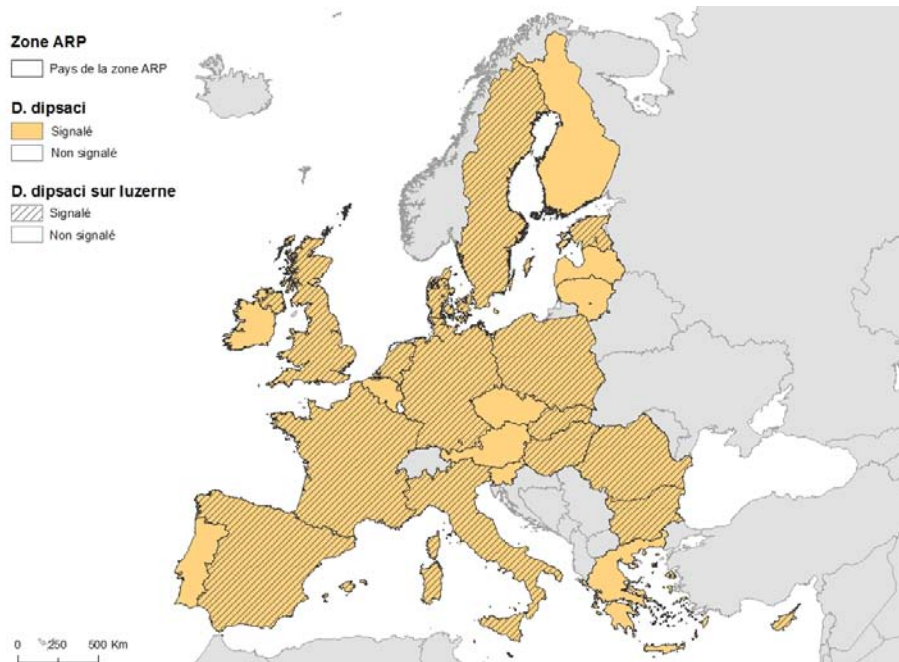 Zone ARP
Pays de la zone ARP
D. dipsaci
Signalé
Non signalé
D. dipsaci sur luzerne
Signalé
Non signalé
0 250 500 Km